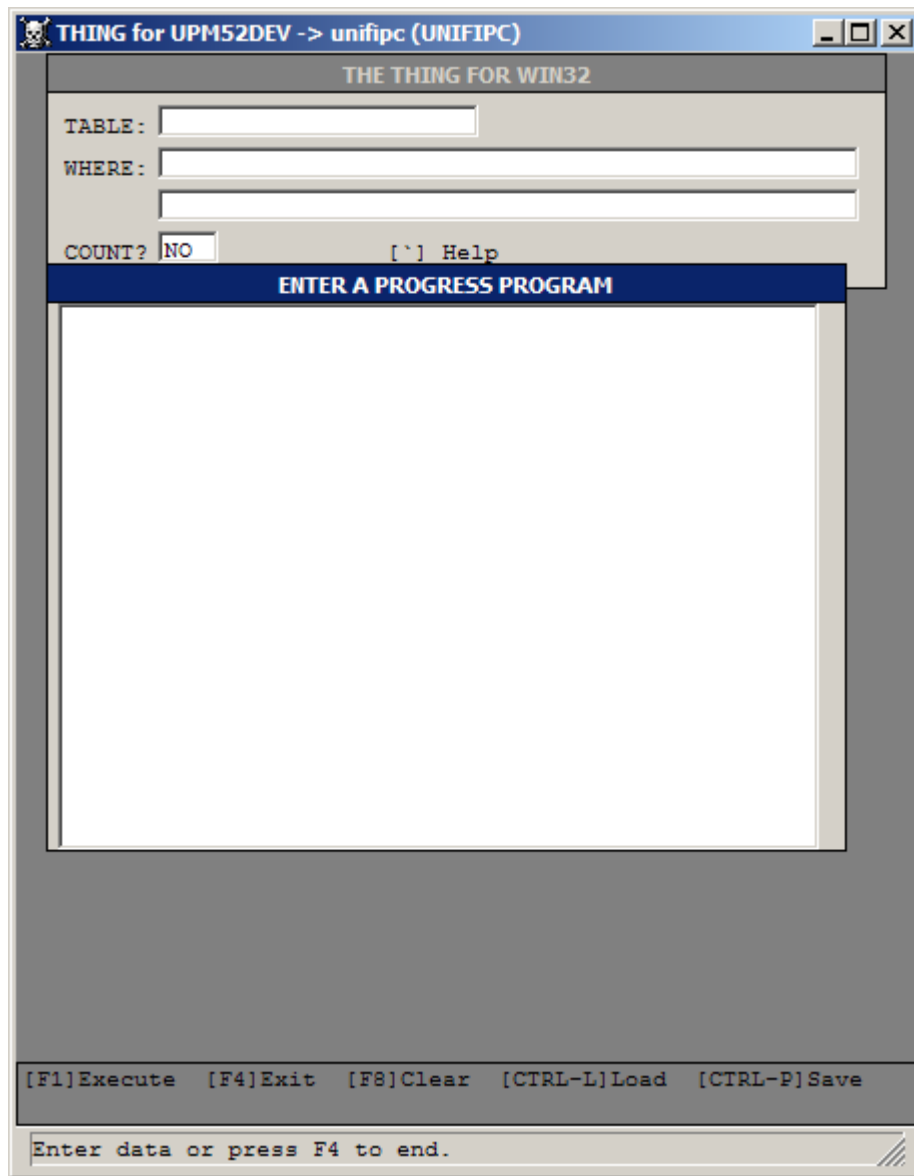 THING for UPM52DEV -> unifipc (UNIFIPC)
THE THING FOR WIN32
TABLE:
WHERE:
COUNT? NO [`] Help
ENTER A PROGRESS PROGRAM
[F1]Execute [F4]Exit [F8]Clear [CTRL-L]Load [CTRL-P]Save
Enter data or press F4 to end.